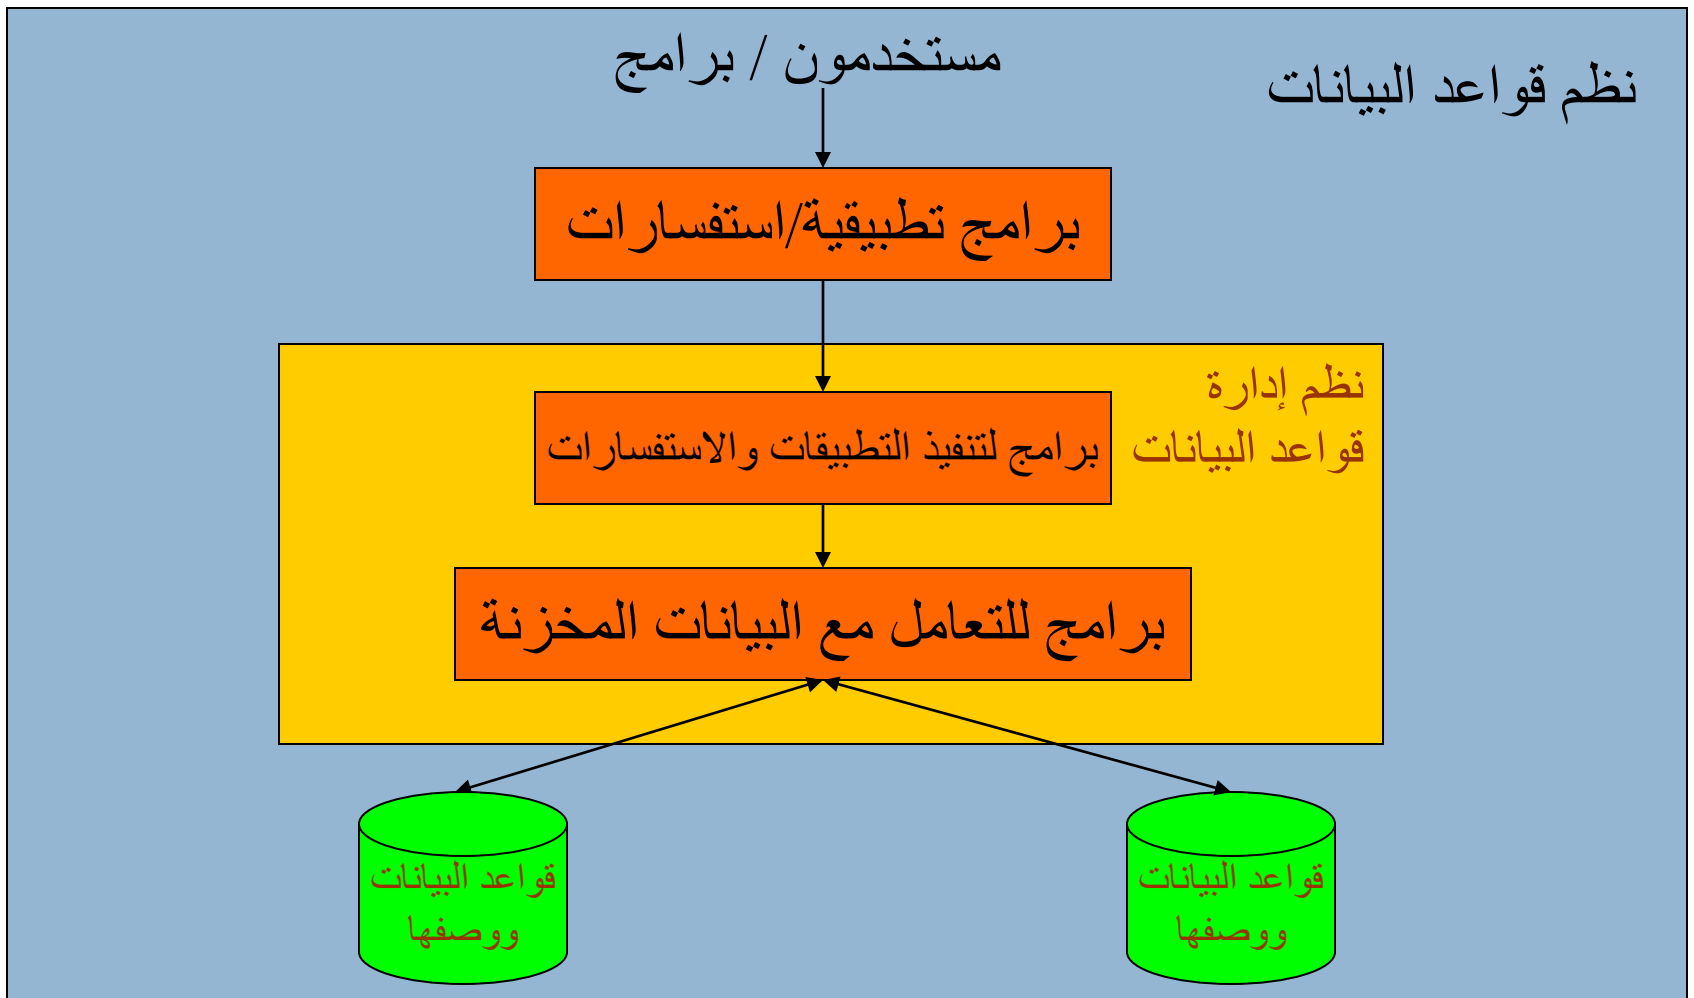 نظم قواعد البيانات
مستخدمون / برامج
برامج تطبيقية/استفسارات
نظم إدارة
قواعد البيانات
برامج لتنفيذ التطبيقات والاستفسارات
برامج للتعامل مع البيانات المخزنة
قواعد البيانات
ووصفها
قواعد البيانات
ووصفها